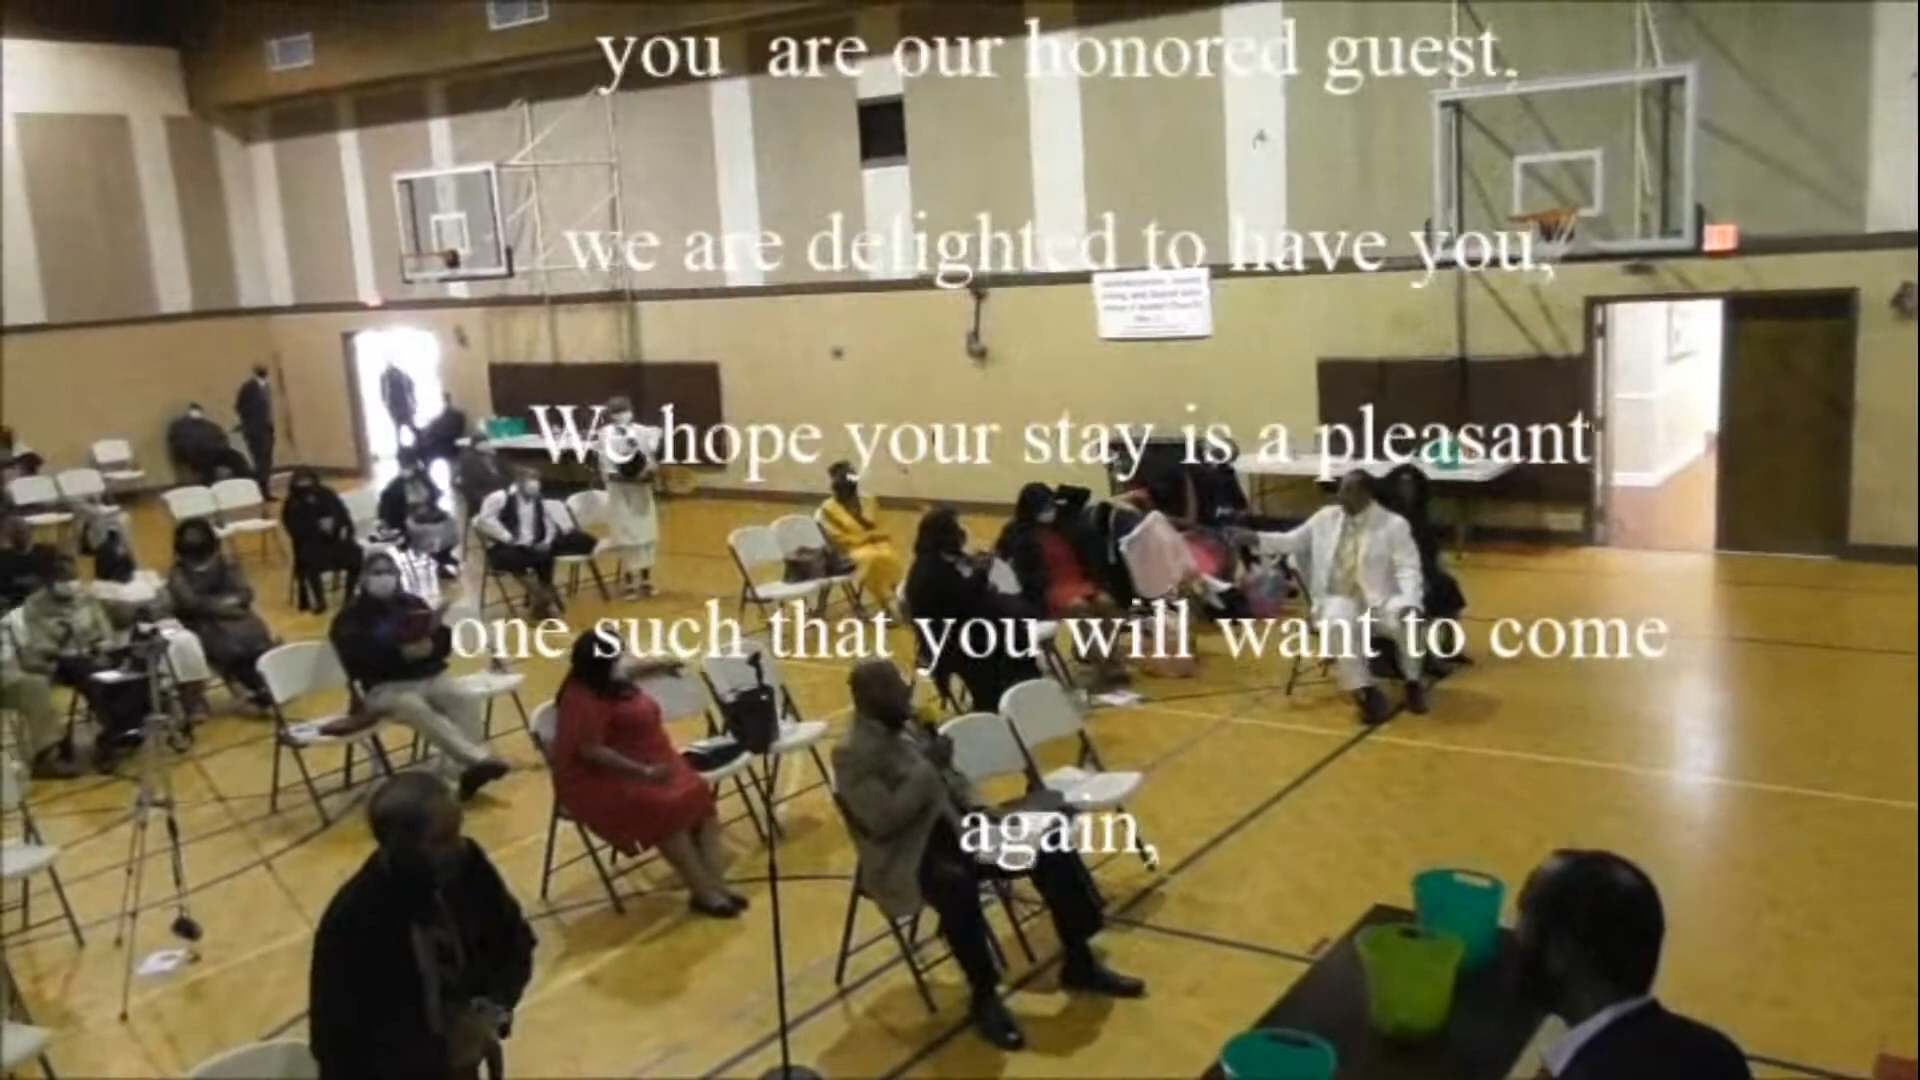 you are our honored guest.
we are delighted to have you,
We hope your stay is a pleasant
one such that you will want to come
again,